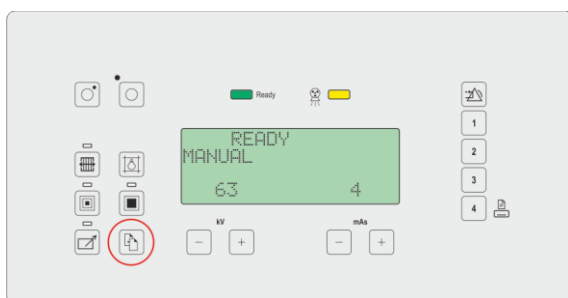 Ready
READY
MANUAL
63 4
kV mAs
- + - +
1
2
3
4